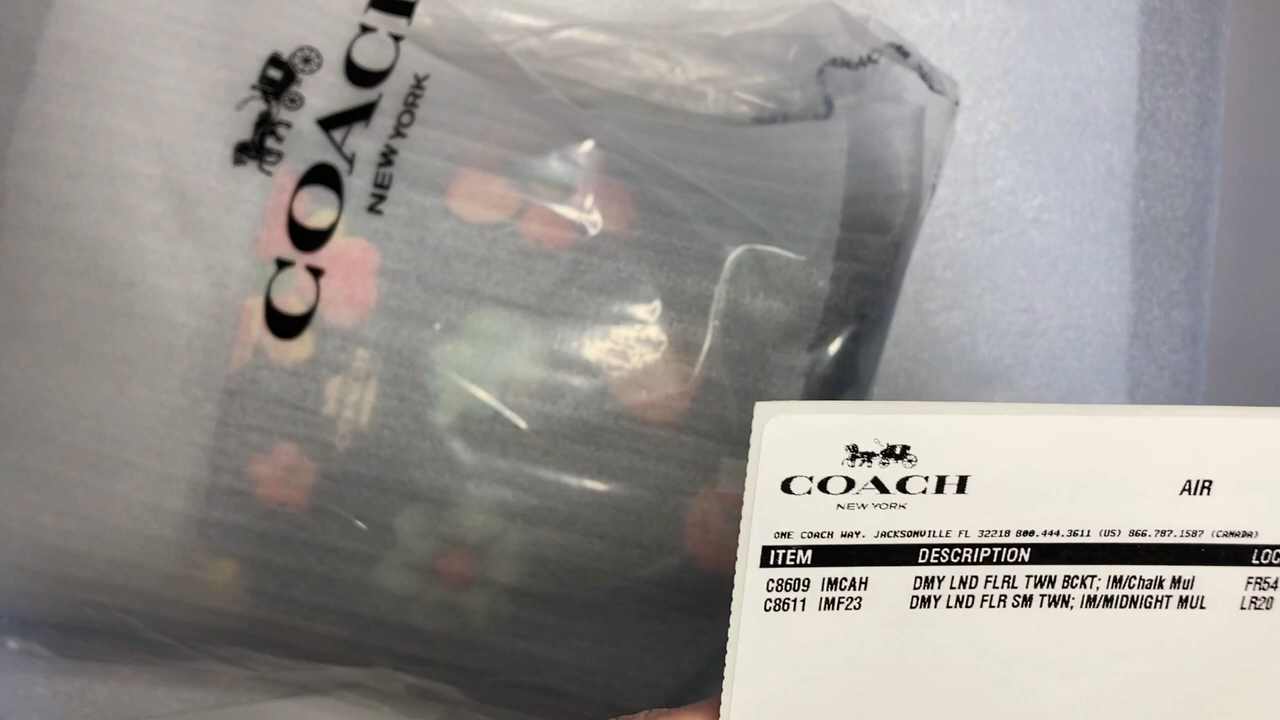 COACH
NEW YORK
COACH
NEW YORK
AIR
ONE COACH WAY. JACKSONVILLE FL 32218 800.444.3611 (US) 866.787.1587 (CANADA)
ITEM DESCRIPTION LOC
C8609 IMCAH DMY LND FLRL TWN BCKT; IM/Chalk Mul FR54
C8611 IMF23 DMY LND FLR SM TWN; IM/MIDNIGHT MUL LR20